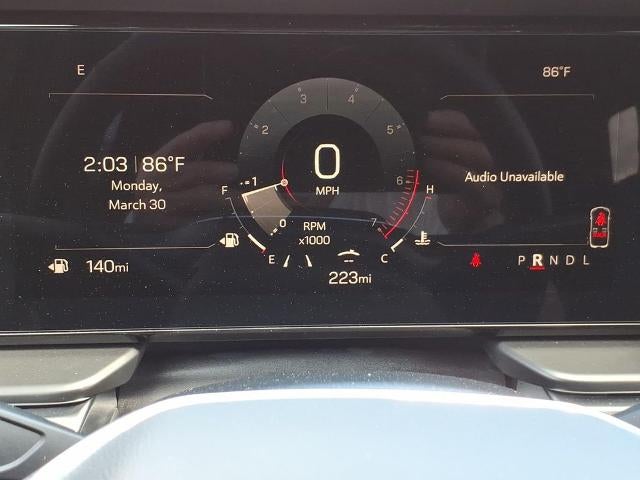 E
86°F
3
4
2
5
2:03 86°F
Monday,
March 30
1
0
MPH
6
Audio Unavailable
F
H
0
RPM
x1000
7
E
C
140mi
223mi
P R N D L